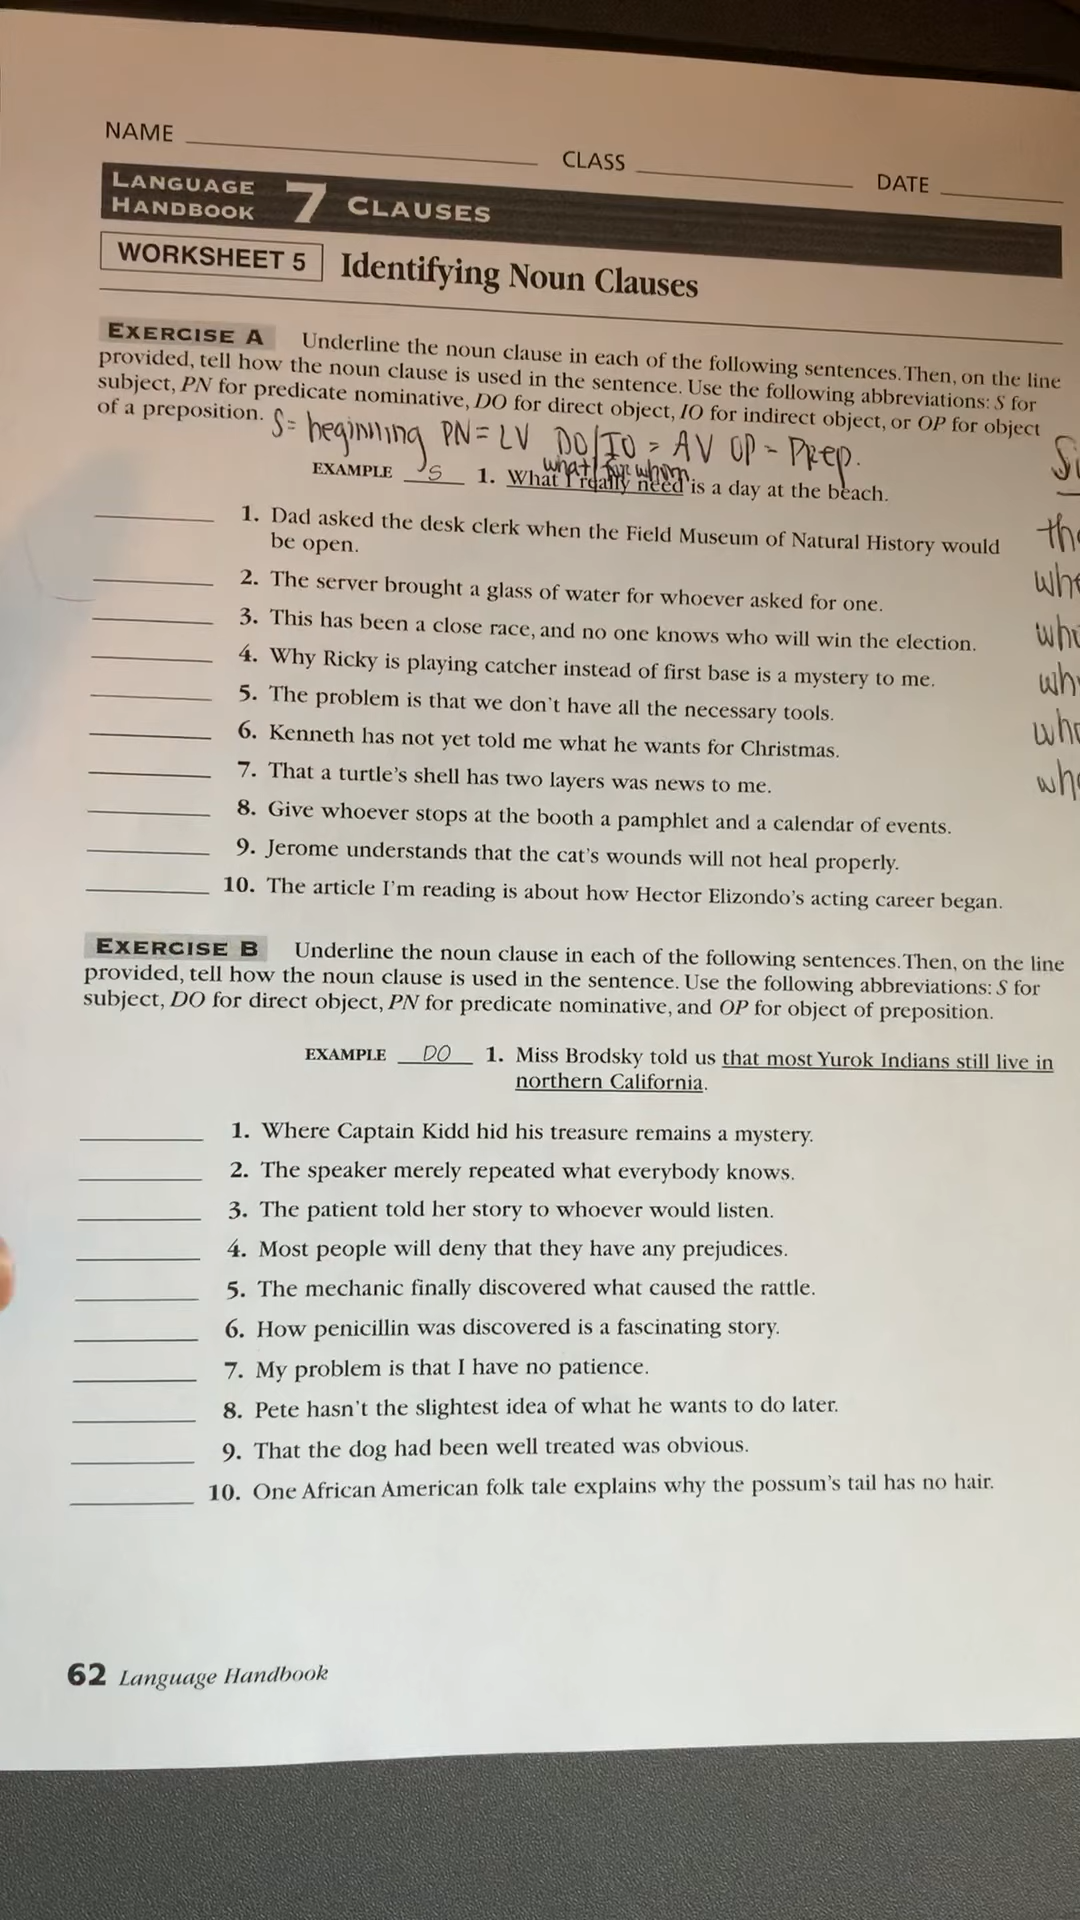 NAME
CLASS
DATE
LANGUAGE HANDBOOK 7 CLAUSES
WORKSHEET 5 Identifying Noun Clauses
EXERCISE A Underline the noun clause in each of the following sentences. Then, on the line
provided, tell how the noun clause is used in the sentence. Use the following abbreviations: S for
subject, PN for predicate nominative, DO for direct object, IO for indirect object, or OP for object
of a preposition.
S= beginning PN= LV DO/IO = AV OP - Prep.
what/for whom
EXAMPLE S 1. What I really need is a day at the beach.
1. Dad asked the desk clerk when the Field Museum of Natural History would
be open.
2. The server brought a glass of water for whoever asked for one.
3. This has been a close race, and no one knows who will win the election.
4. Why Ricky is playing catcher instead of first base is a mystery to me.
5. The problem is that we don't have all the necessary tools.
6. Kenneth has not yet told me what he wants for Christmas.
7. That a turtle's shell has two layers was news to me.
8. Give whoever stops at the booth a pamphlet and a calendar of events.
9. Jerome understands that the cat's wounds will not heal properly.
10. The article I'm reading is about how Hector Elizondo's acting career began.
EXERCISE B Underline the noun clause in each of the following sentences. Then, on the line
provided, tell how the noun clause is used in the sentence. Use the following abbreviations: S for
subject, DO for direct object, PN for predicate nominative, and OP for object of preposition.
EXAMPLE DO 1. Miss Brodsky told us that most Yurok Indians still live in
northern California.
1. Where Captain Kidd hid his treasure remains a mystery.
2. The speaker merely repeated what everybody knows.
3. The patient told her story to whoever would listen.
4. Most people will deny that they have any prejudices.
5. The mechanic finally discovered what caused the rattle.
6. How penicillin was discovered is a fascinating story.
7. My problem is that I have no patience.
8. Pete hasn't the slightest idea of what he wants to do later.
9. That the dog had been well treated was obvious.
10. One African American folk tale explains why the possum's tail has no hair.
62 Language Handbook